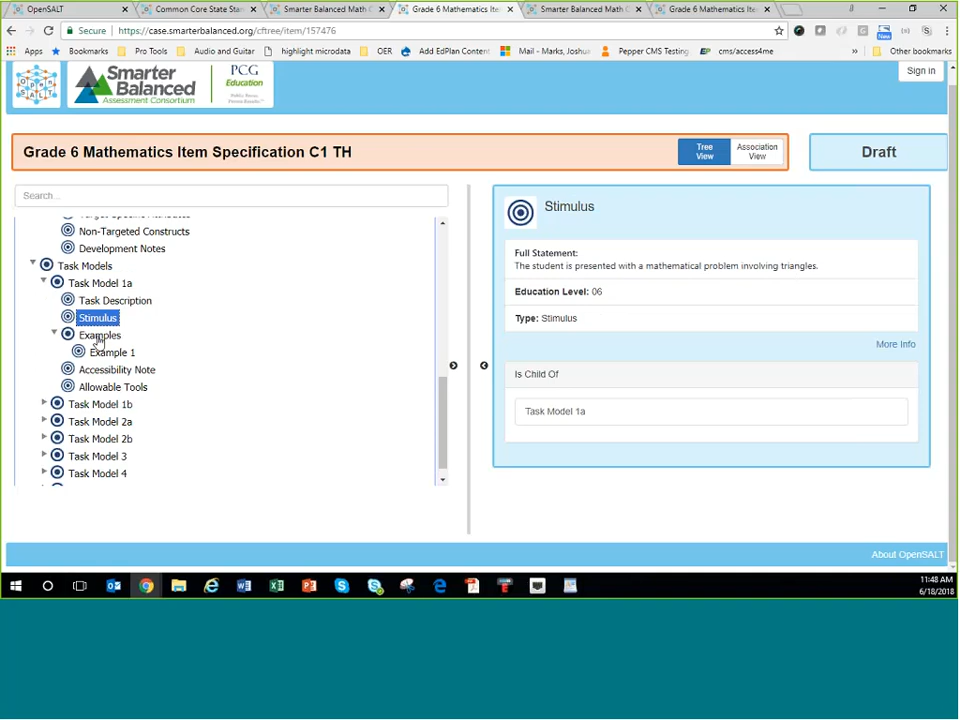 OpenSALT
Common Core State Stan
Smarter Balanced Math C
Grade 6 Mathematics Ite
Smarter Balanced Math C
Grade 6 Mathematics Ite
Secure
https://case.smarterbalanced.org/cftree/item/157476
Apps
Bookmarks
Pro Tools
Audio and Guitar
highlight microdata
OER
Add EdPlan Content
Mail - Marks, Joshua
Pepper CMS Testing
EP
cms/access4me
»
Other bookmarks
New
Smarter
Balanced
Assessment Consortium
PCG
Education
Sign in
Grade 6 Mathematics Item Specification C1 TH
Tree
View
Association
View
Draft
Search...
Target-Specific Attributes
Non-Targeted Constructs
Development Notes
Task Models
Task Model 1a
Task Description
Stimulus
Examples
Example 1
Accessibility Note
Allowable Tools
Task Model 1b
Task Model 2a
Task Model 2b
Task Model 3
Task Model 4
Stimulus
Full Statement:
The student is presented with a mathematical problem involving triangles.
Education Level: 06
Type: Stimulus
More Info
Is Child Of
Task Model 1a
About OpenSALT
11:48 AM
6/18/2018